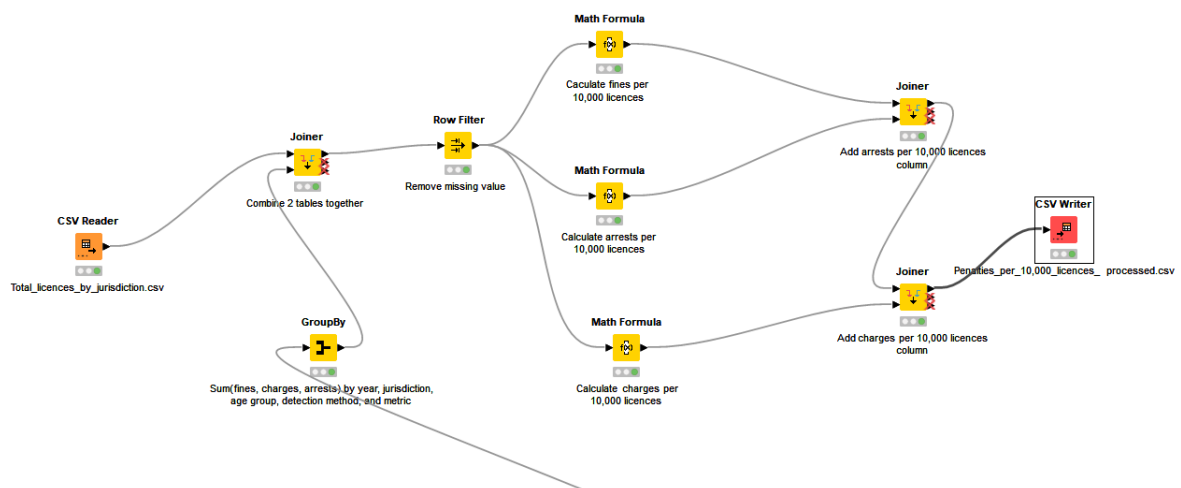 Math Formula
Caculate fines per
10,000 licences
Joiner
Add arrests per 10,000 licences
column
Row Filter
Remove missing value
Joiner
Combine 2 tables together
Math Formula
Calculate arrests per
10,000 licences
CSV Reader
Total_licences_by_jurisdiction.csv
CSV Writer
Penalties_per_10,000_licences_ processed.csv
Joiner
Add charges per 10,000 licences
column
GroupBy
Sum(fines, charges, arrests) by year, jurisdiction,
age group, detection method, and metric
Math Formula
Calculate charges per
10,000 licences